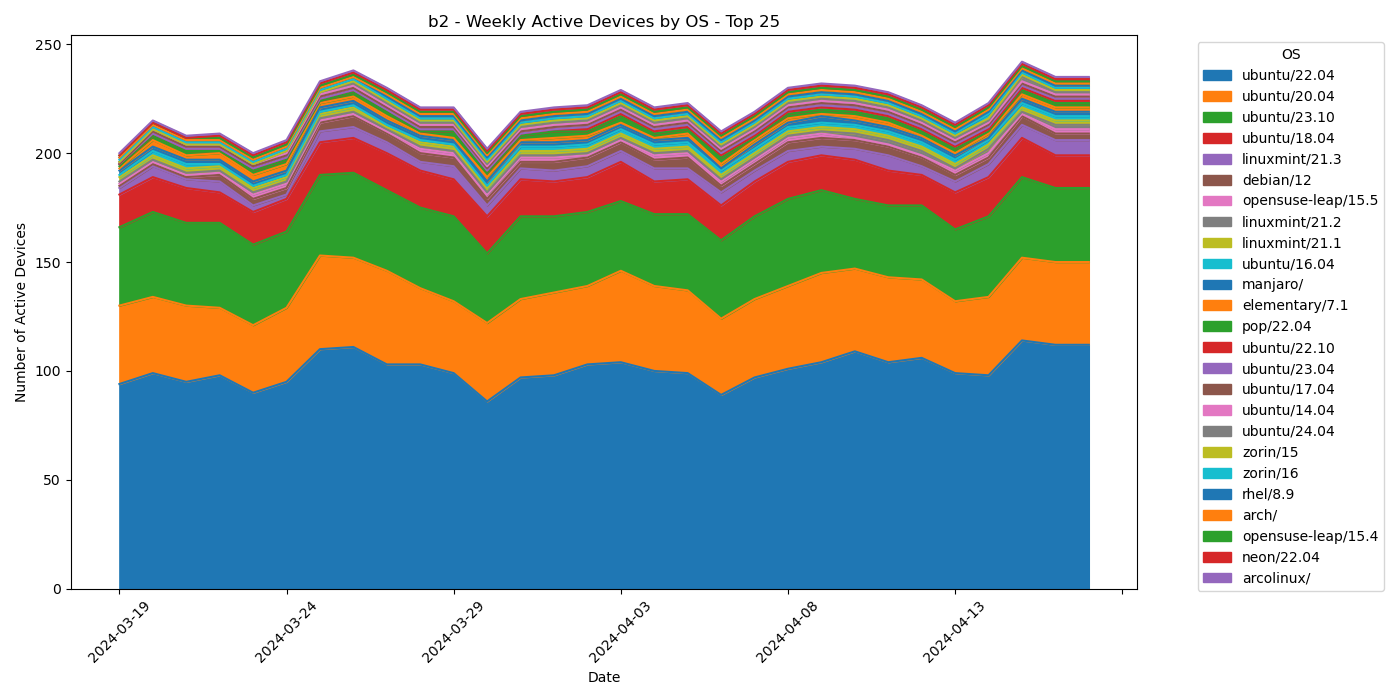 b2 - Weekly Active Devices by OS - Top 25
250
200
150
100
50
0
Number of Active Devices
2024-03-19
2024-03-24
2024-03-29
2024-04-03
2024-04-08
2024-04-13
Date
OS
ubuntu/22.04
ubuntu/20.04
ubuntu/23.10
ubuntu/18.04
linuxmint/21.3
debian/12
opensuse-leap/15.5
linuxmint/21.2
linuxmint/21.1
ubuntu/16.04
manjaro/
elementary/7.1
pop/22.04
ubuntu/22.10
ubuntu/23.04
ubuntu/17.04
ubuntu/14.04
ubuntu/24.04
zorin/15
zorin/16
rhel/8.9
arch/
opensuse-leap/15.4
neon/22.04
arcolinux/